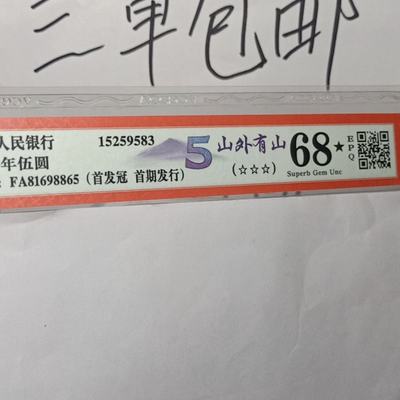 三单包邮
人民银行 15259583
年伍圆
5 山外有山
(☆☆☆)
68★
EPQ
Superb Gem Unc
: FA81698865 (首发冠 首期发行)